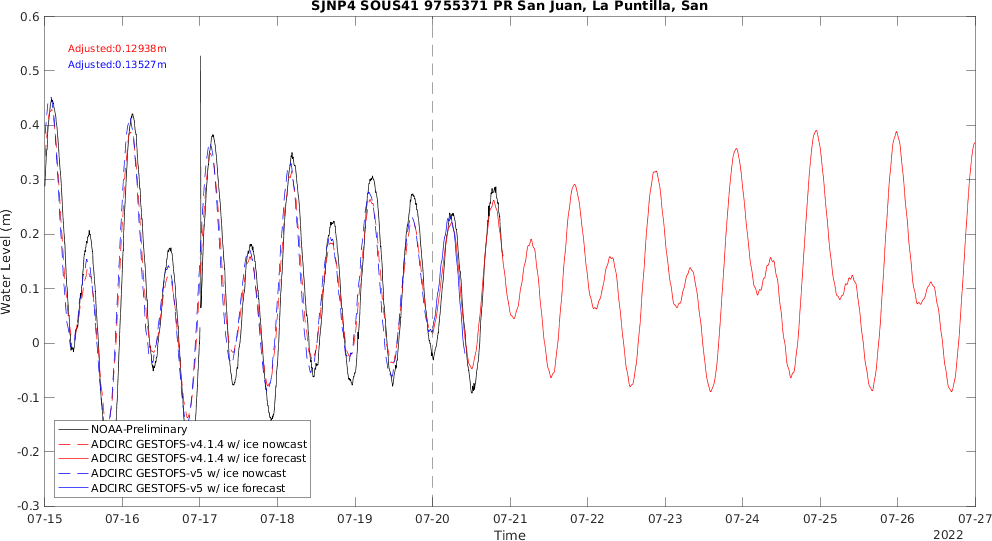 SJNP4 SOUS41 9755371 PR San Juan, La Puntilla, San
Adjusted:0.12938m
Adjusted:0.13527m
0.6
0.5
0.4
0.3
0.2
0.1
0
-0.1
-0.2
-0.3
Water Level (m)
NOAA-Preliminary
ADCIRC GESTOFS-v4.1.4 w/ ice nowcast
ADCIRC GESTOFS-v4.1.4 w/ ice forecast
ADCIRC GESTOFS-v5 w/ ice nowcast
ADCIRC GESTOFS-v5 w/ ice forecast
07-15 07-16 07-17 07-18 07-19 07-20 07-21 07-22 07-23 07-24 07-25 07-26 07-27
Time
2022